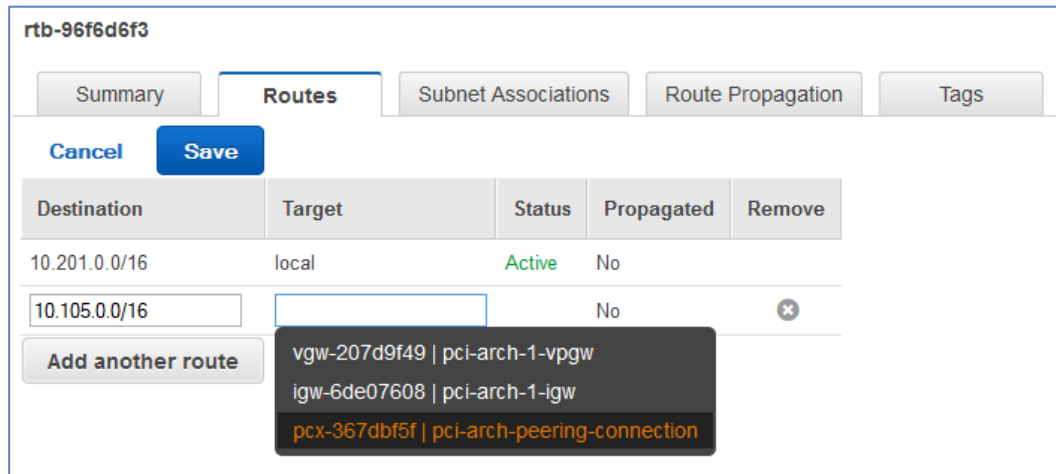 rtb-96f6d6f3
Summary Routes Subnet Associations Route Propagation Tags
Cancel Save
Destination Target Status Propagated Remove
10.201.0.0/16 local Active No
10.105.0.0/16 No
Add another route
vgw-207d9f49 | pci-arch-1-vpgw
igw-6de07608 | pci-arch-1-igw
pcx-367dbf5f | pci-arch-peering-connection